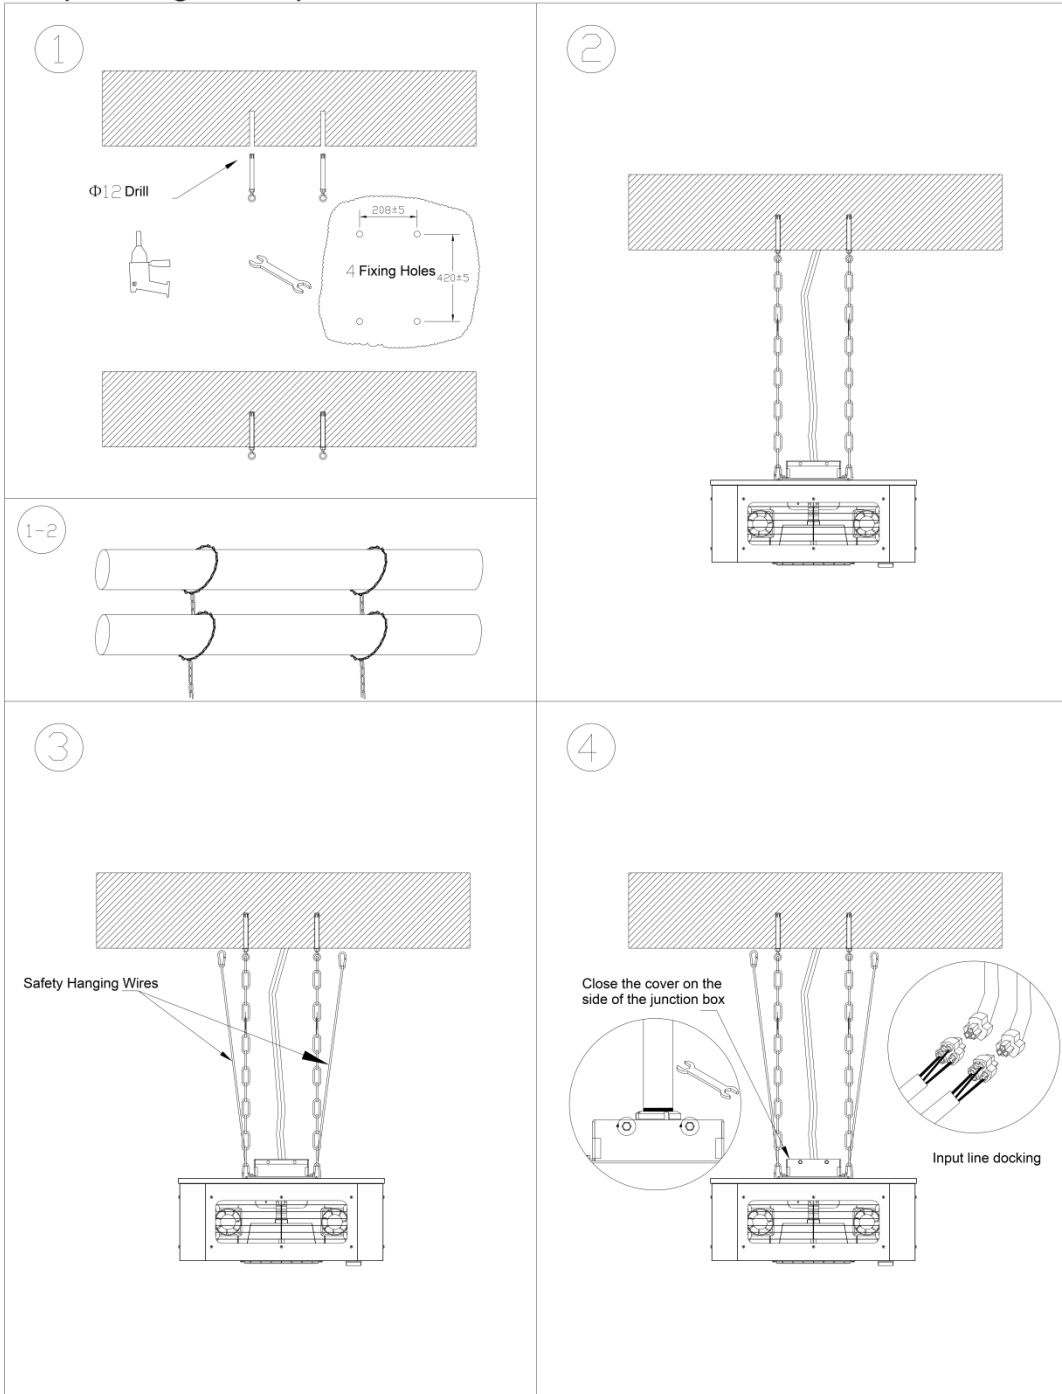 1
Φ12 Drill
208±5
4 Fixing Holes
420±5
1-2
2
3
Safety Hanging Wires
4
Close the cover on the
side of the junction box
Input line docking